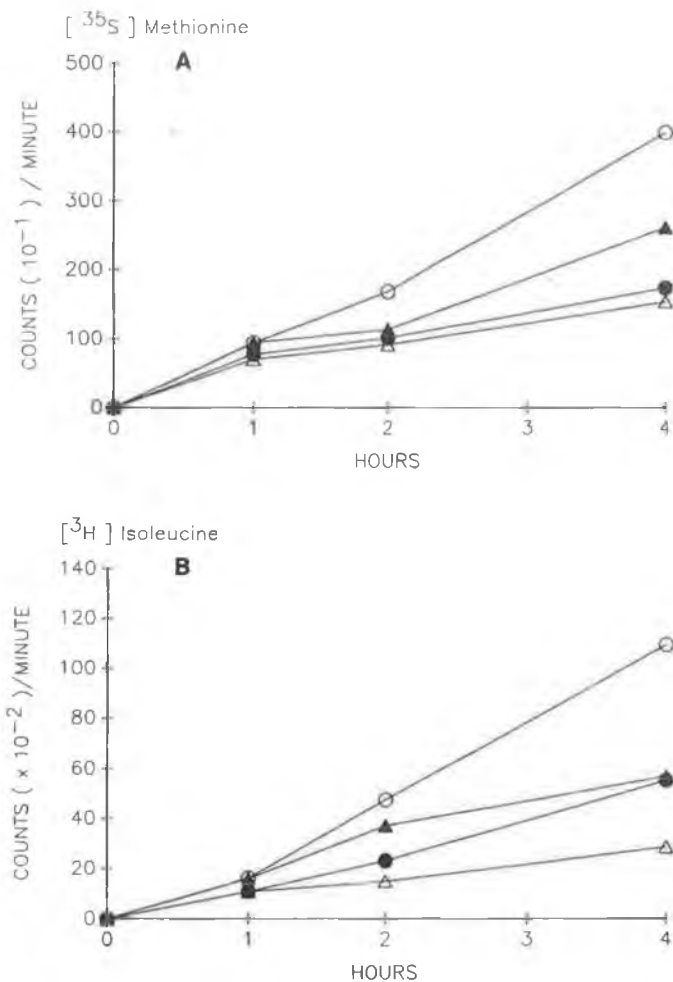 [ ³⁵S ] Methionine
A
500
400
300
200
100
0
0 1 2 3 4
COUNTS ( 10⁻¹ ) / MINUTE
HOURS
[ ³H ] Isoleucine
B
140
120
100
80
60
40
20
0
0 1 2 3 4
COUNTS ( x 10⁻² )/MINUTE
HOURS